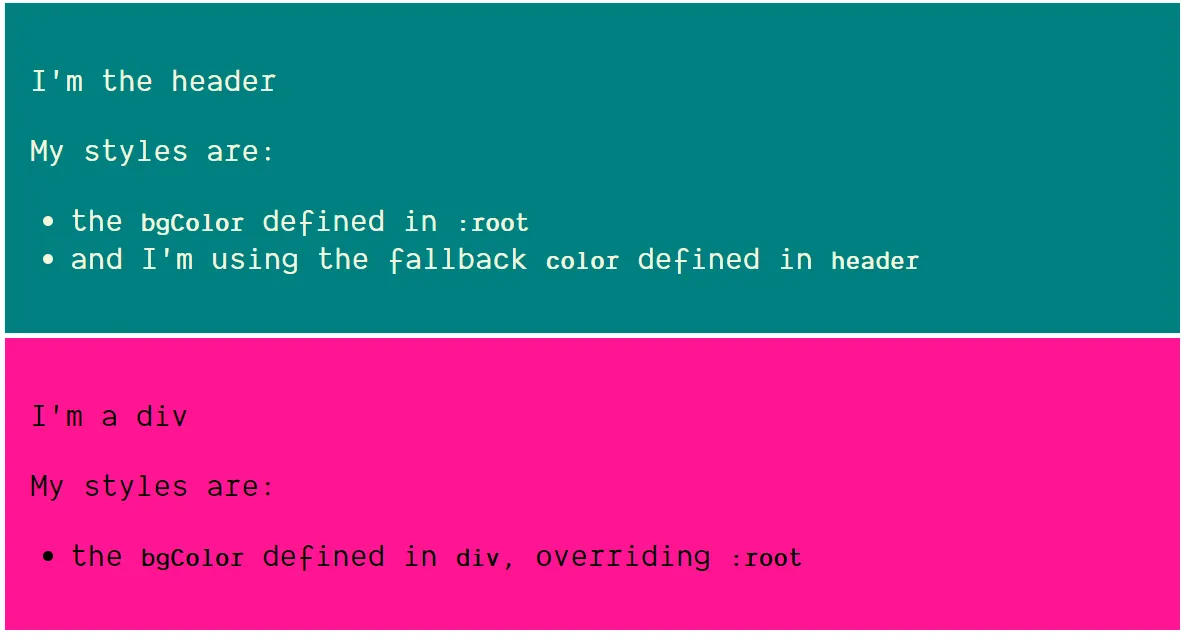 I'm the header
My styles are:
the bgColor defined in :root
and I'm using the fallback color defined in header
I'm a div
My styles are:
the bgColor defined in div, overriding :root